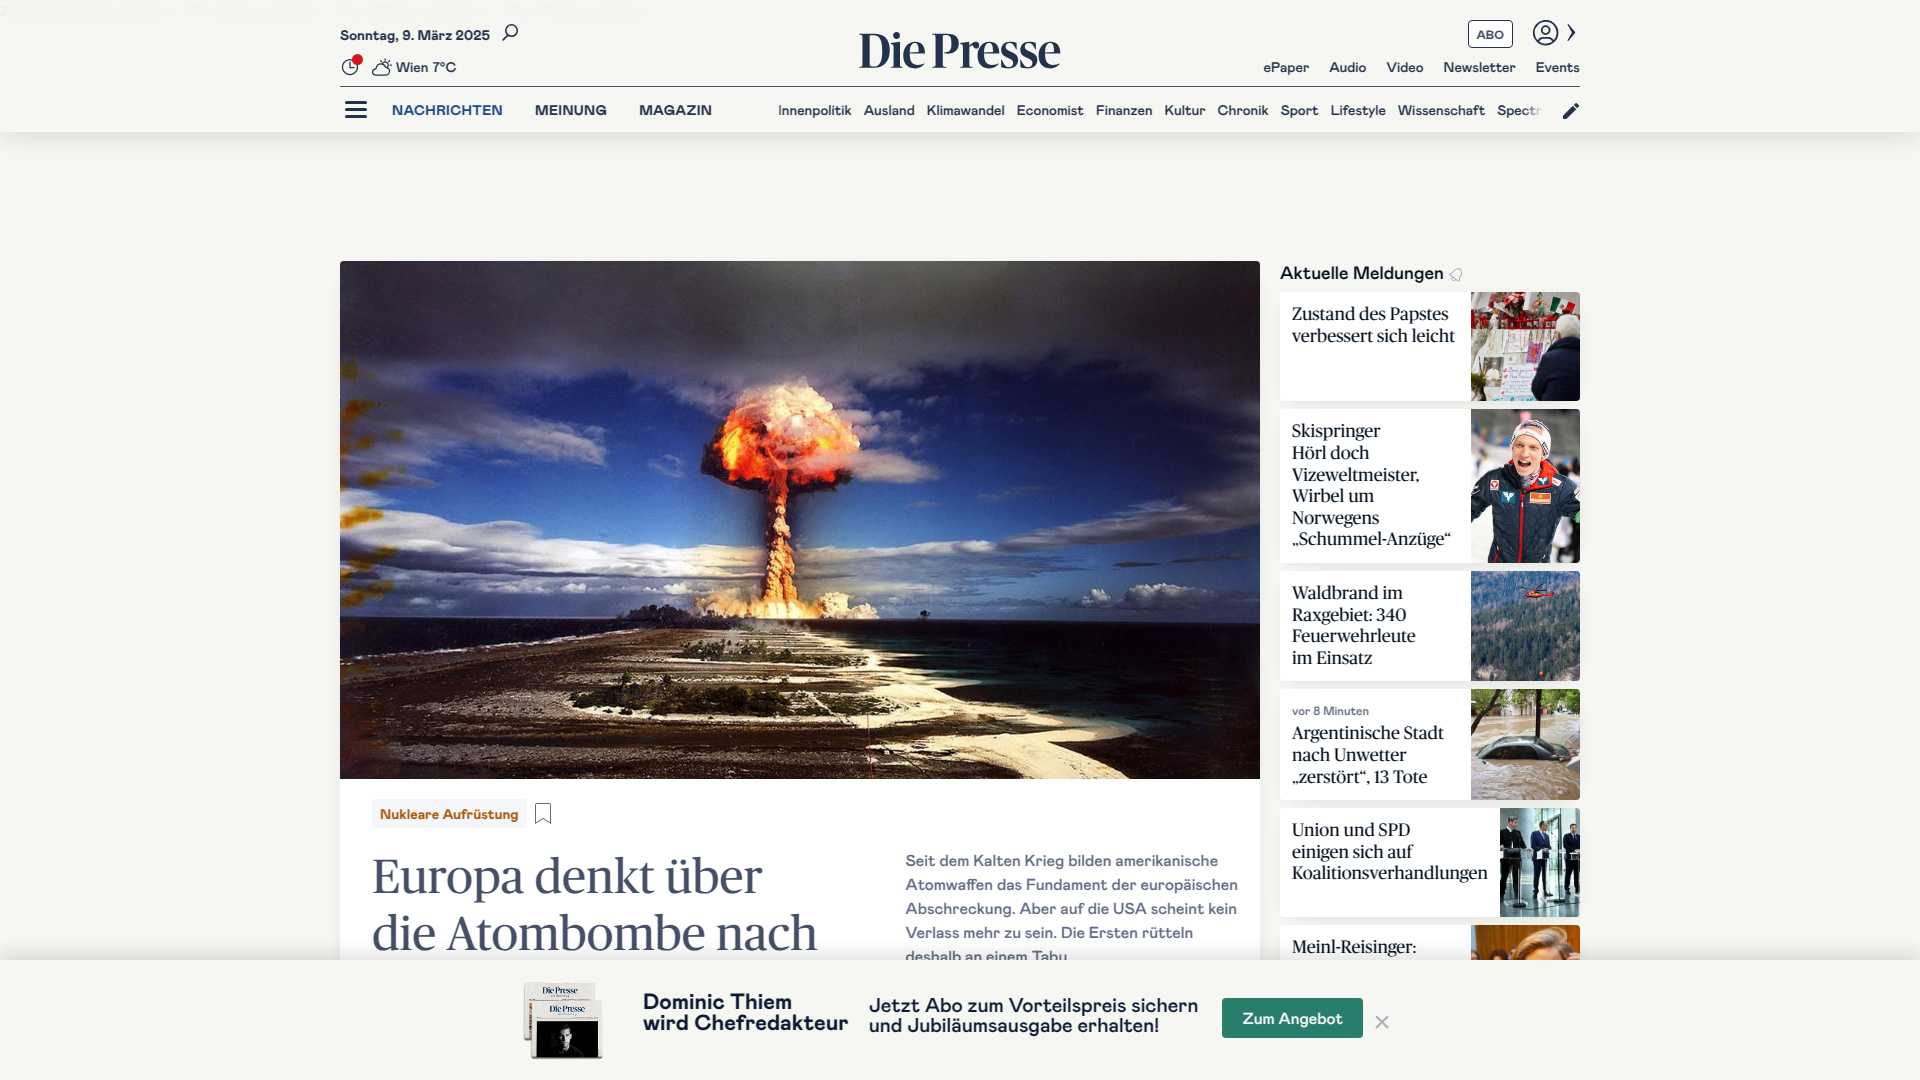 Sonntag, 9. März 2025
Wien 7°C
Die Presse
ABO
ePaper Audio Video Newsletter Events
NACHRICHTEN MEINUNG MAGAZIN
Innenpolitik Ausland Klimawandel Economist Finanzen Kultur Chronik Sport Lifestyle Wissenschaft Spectr
Nukleare Aufrüstung
Europa denkt über
die Atombombe nach
Seit dem Kalten Krieg bilden amerikanische
Atomwaffen das Fundament der europäischen
Abschreckung. Aber auf die USA scheint kein
Verlass mehr zu sein. Die Ersten rütteln
deshalb an einem Tabu.
Aktuelle Meldungen
Zustand des Papstes
verbessert sich leicht
Skispringer
Hörl doch
Vizeweltmeister,
Wirbel um
Norwegens
„Schummel-Anzüge“
Waldbrand im
Raxgebiet: 340
Feuerwehrleute
im Einsatz
vor 8 Minuten
Argentinische Stadt
nach Unwetter
„zerstört“, 13 Tote
Union und SPD
einigen sich auf
Koalitionsverhandlungen
Meinl-Reisinger:
Die Presse
Die Presse
Dominic Thiem
wird Chefredakteur
Jetzt Abo zum Vorteilspreis sichern
und Jubiläumsausgabe erhalten!
Zum Angebot